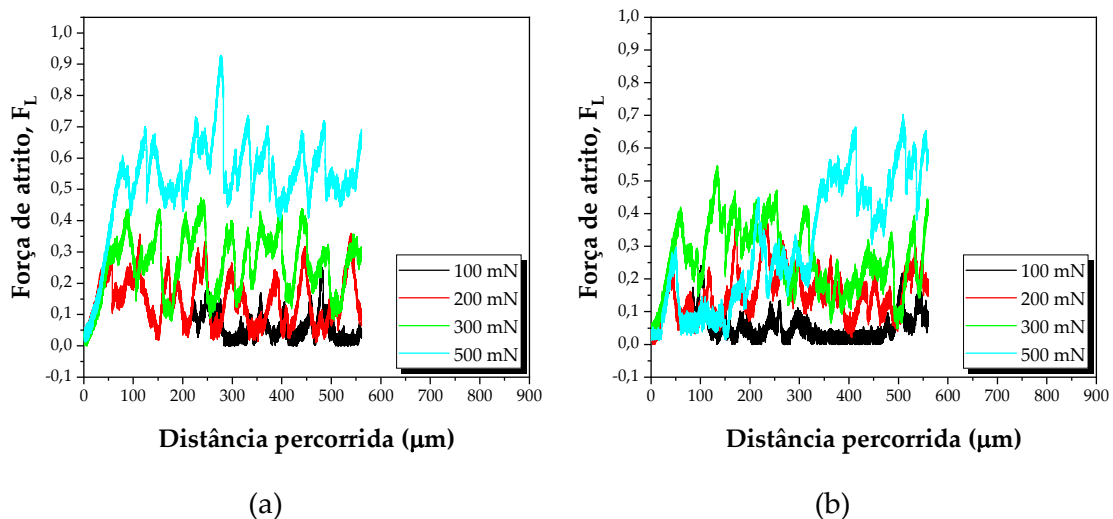 1,0
0,9
0,8
0,7
0,6
0,5
0,4
0,3
0,2
0,1
0,0
-0,1
Força de atrito, F_L
100 mN
200 mN
300 mN
500 mN
0 100 200 300 400 500 600 700 800 900
Distância percorrida (μm)
(a)
1,0
0,9
0,8
0,7
0,6
0,5
0,4
0,3
0,2
0,1
0,0
-0,1
Força de atrito, F_L
100 mN
200 mN
300 mN
500 mN
0 100 200 300 400 500 600 700 800 900
Distância percorrida (μm)
(b)